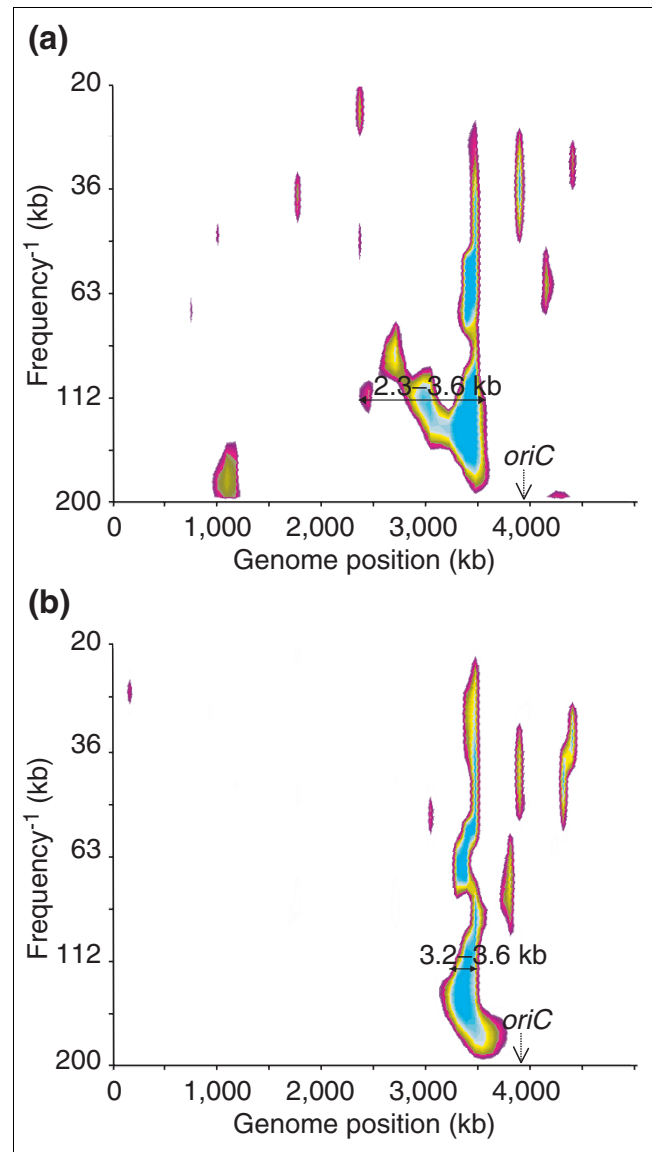 (a)
20
36
63
112
200
Frequency⁻¹ (kb)
2.3–3.6 kb
oriC
0 1,000 2,000 3,000 4,000
Genome position (kb)
(b)
20
36
63
112
200
Frequency⁻¹ (kb)
3.2–3.6 kb
oriC
0 1,000 2,000 3,000 4,000
Genome position (kb)